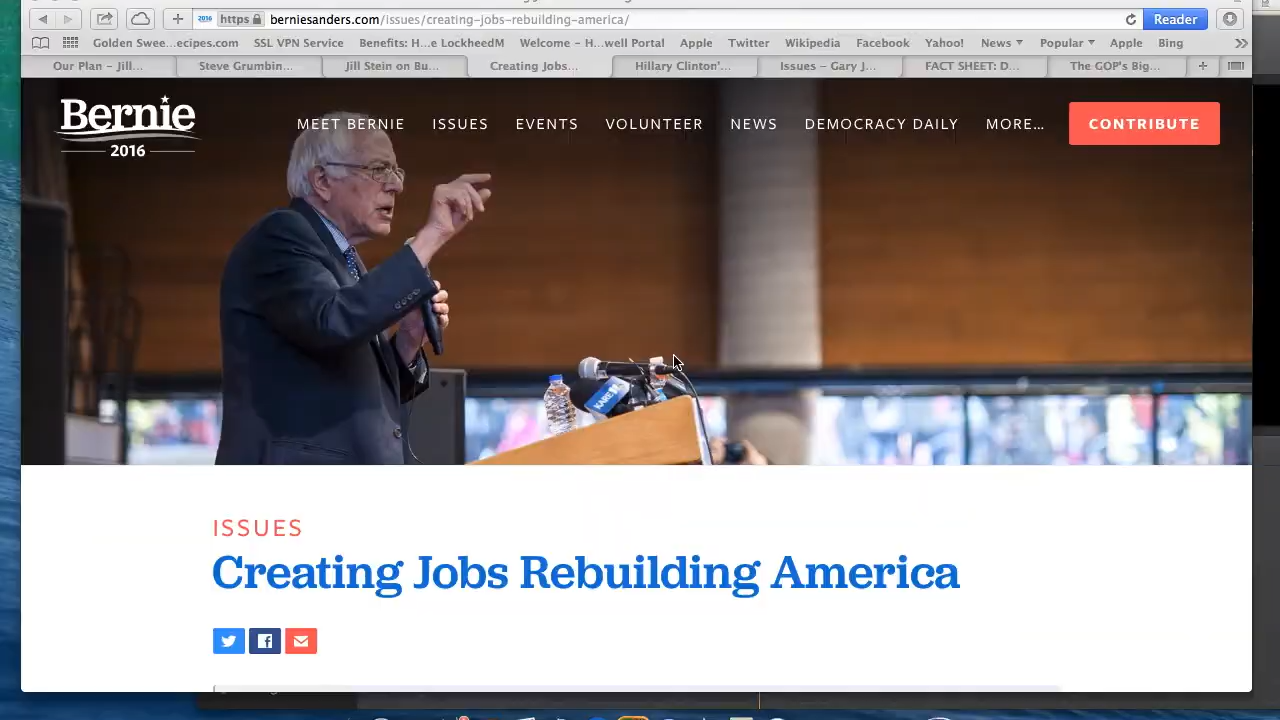 2016 https berniesanders.com/issues/creating-jobs-rebuilding-america/ Reader
Golden Swee...ecipes.com SSL VPN Service Benefits: H...e LockheedM Welcome – H...well Portal Apple Twitter Wikipedia Facebook Yahoo! News Popular Apple Bing
Our Plan – Jill... Steve Grumbin... Jill Stein on Bu... Creating Jobs... Hillary Clinton'... Issues – Gary J... FACT SHEET: D... The GOP's Big...
Bernie
2016
MEET BERNIE ISSUES EVENTS VOLUNTEER NEWS DEMOCRACY DAILY MORE... CONTRIBUTE
KARE
ISSUES
Creating Jobs Rebuilding America